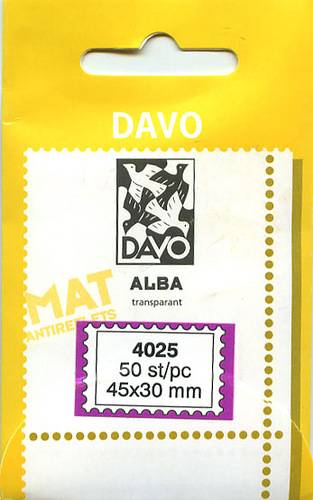 DAVO
DAVO
ALBA
transparant
MAT
ANTIREFLETS
4025
50 st/pc
45x30 mm